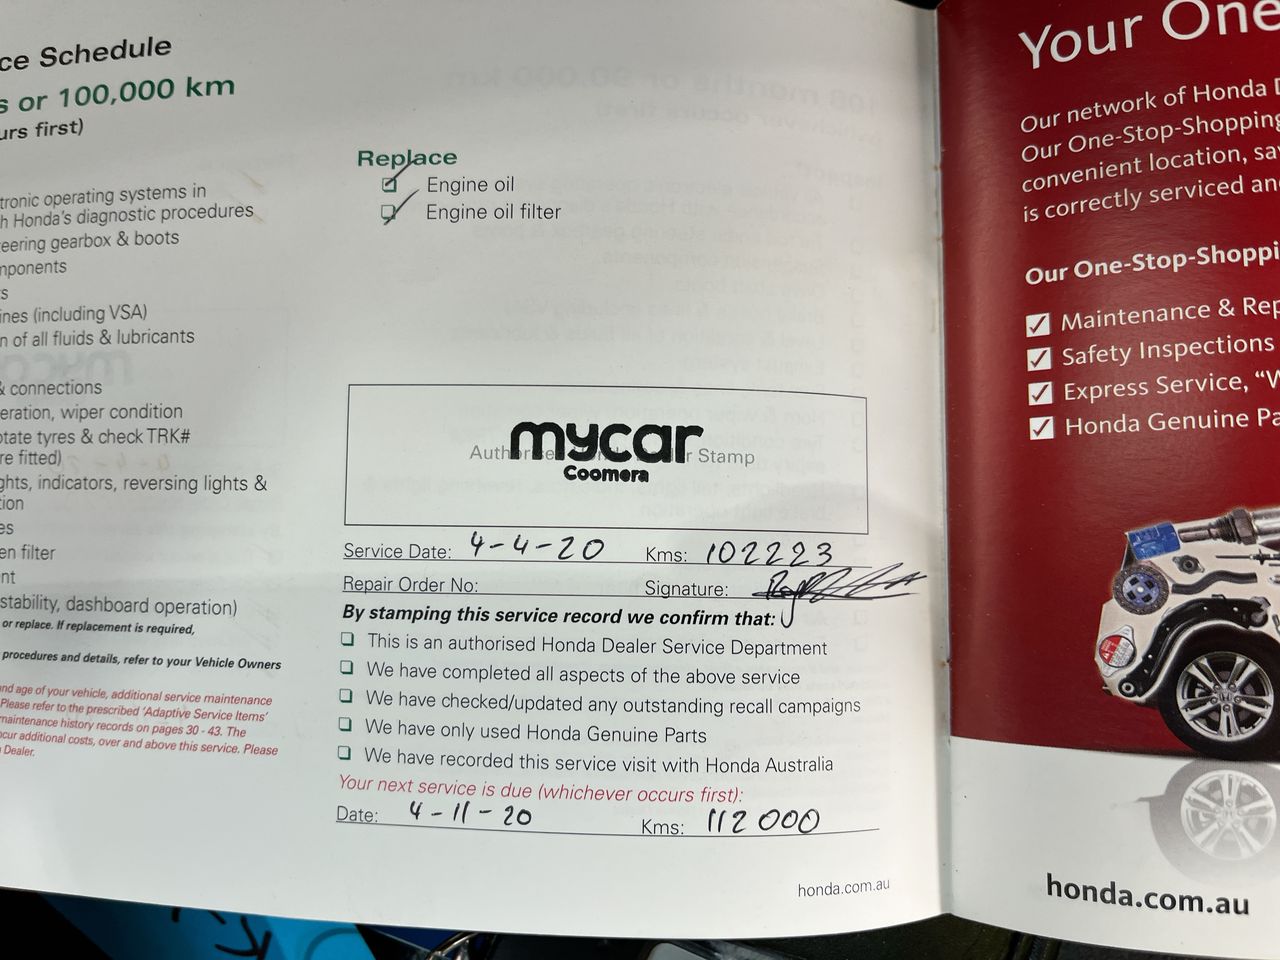 ce Schedule
s or 100,000 km
urs first)
tronic operating systems in
h Honda's diagnostic procedures
eering gearbox & boots
mponents
s
ines (including VSA)
n of all fluids & lubricants
& connections
eration, wiper condition
otate tyres & check TRK#
re fitted)
ghts, indicators, reversing lights &
tion
es
en filter
nt
stability, dashboard operation)
or replace. If replacement is required,
procedures and details, refer to your Vehicle Owners
and age of your vehicle, additional service maintenance
Please refer to the prescribed 'Adaptive Service Items'
maintenance history records on pages 30 - 43. The
cur additional costs, over and above this service. Please
Dealer.
Replace
Engine oil
Engine oil filter
mycar
Dealer Stamp
Coomera
Service Date: 4-4-20 Kms: 102223
Repair Order No: Signature:
By stamping this service record we confirm that:
This is an authorised Honda Dealer Service Department
We have completed all aspects of the above service
We have checked/updated any outstanding recall campaigns
We have only used Honda Genuine Parts
We have recorded this service visit with Honda Australia
Your next service is due (whichever occurs first):
Date: 4-11-20 Kms: 112000
honda.com.au
Your One
Our network of Honda D
Our One-Stop-Shopping
convenient location, sa
is correctly serviced an
Our One-Stop-Shoppi
Maintenance & Rep
Safety Inspections
Express Service, "W
Honda Genuine Pa
honda.com.au